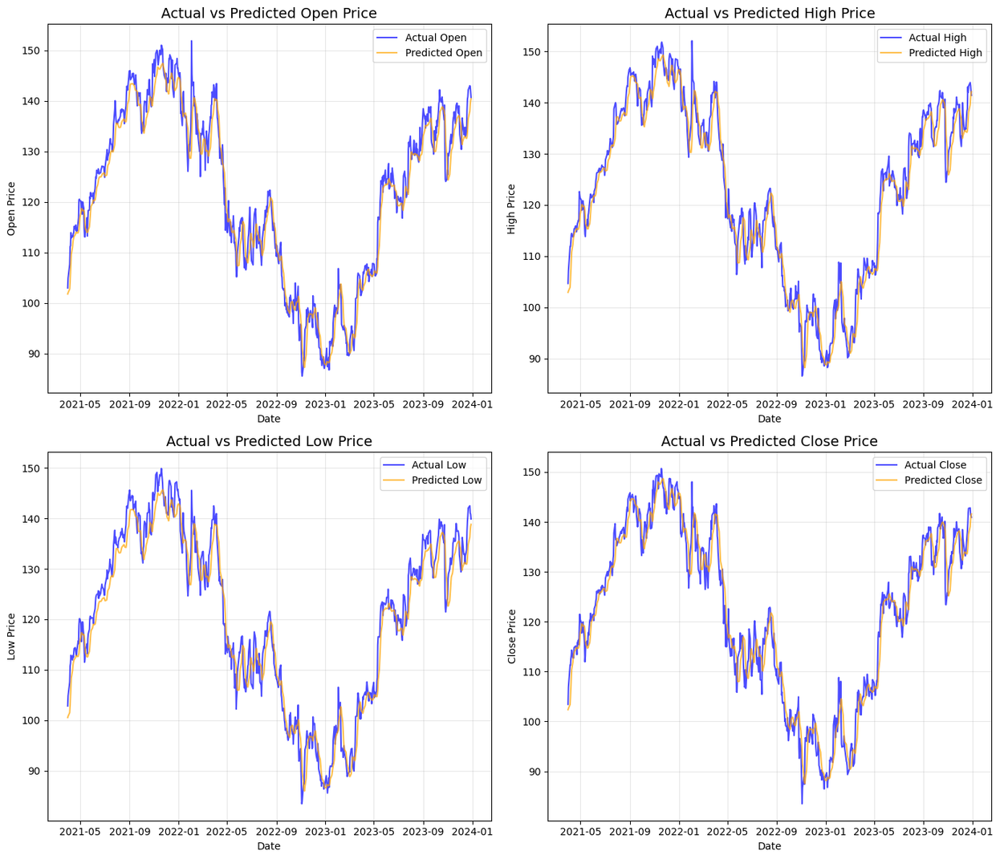 Actual vs Predicted Open Price
Actual Open
Predicted Open
150
140
130
120
110
100
90
Open Price
2021-05 2021-09 2022-01 2022-05 2022-09 2023-01 2023-05 2023-09 2024-01
Date
Actual vs Predicted High Price
Actual High
Predicted High
150
140
130
120
110
100
90
High Price
2021-05 2021-09 2022-01 2022-05 2022-09 2023-01 2023-05 2023-09 2024-01
Date
Actual vs Predicted Low Price
Actual Low
Predicted Low
150
140
130
120
110
100
90
Low Price
2021-05 2021-09 2022-01 2022-05 2022-09 2023-01 2023-05 2023-09 2024-01
Date
Actual vs Predicted Close Price
Actual Close
Predicted Close
150
140
130
120
110
100
90
Close Price
2021-05 2021-09 2022-01 2022-05 2022-09 2023-01 2023-05 2023-09 2024-01
Date